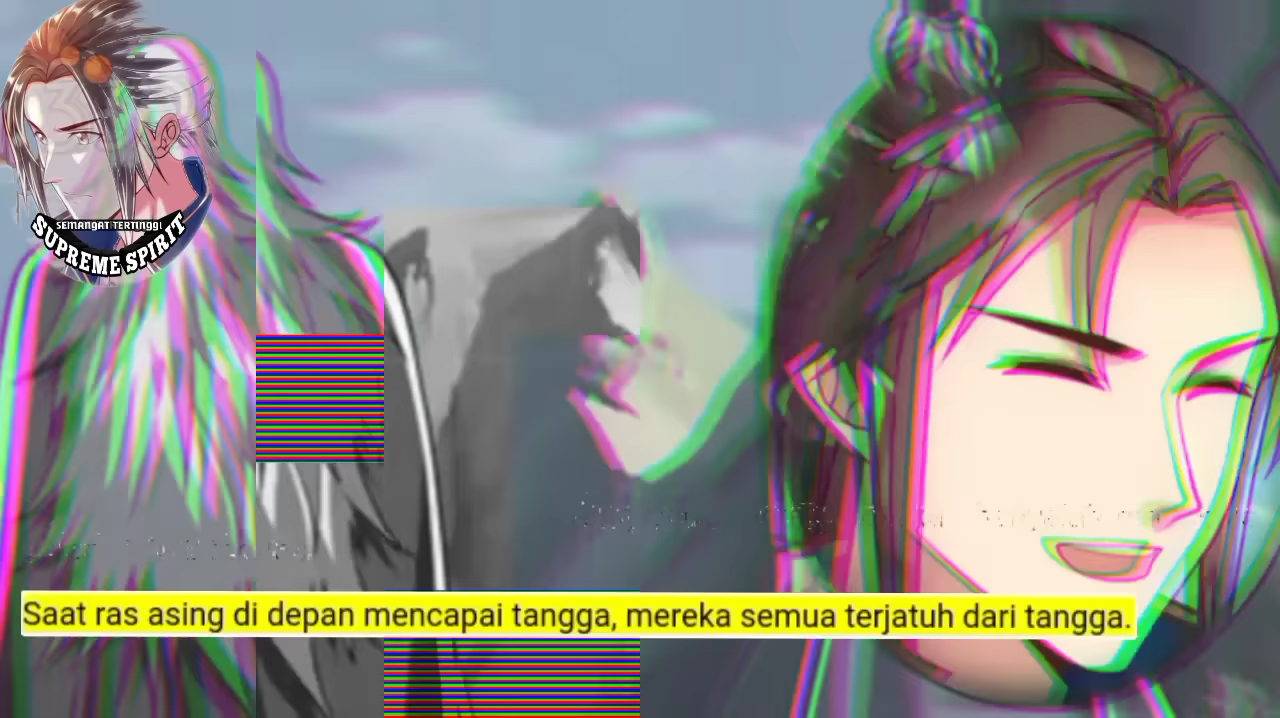 SEMANGAT TERTINGGI
SUPREME SPIRIT
Saat ras asing di depan mencapai tangga, mereka semua terjatuh dari tangga.